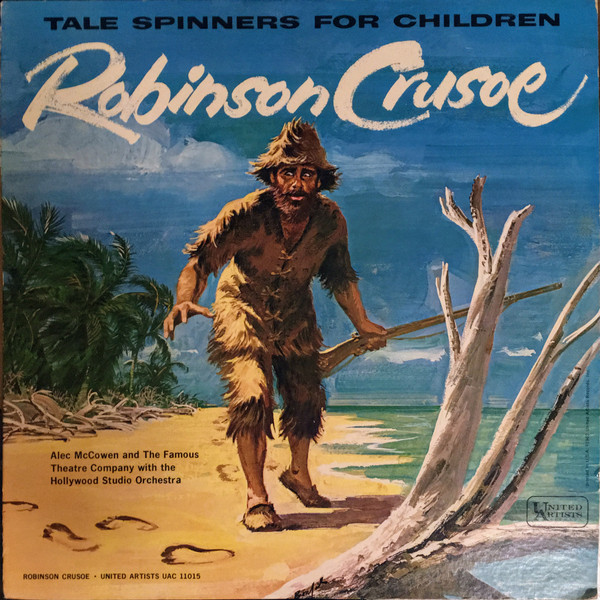 TALE SPINNERS FOR CHILDREN
Robinson Crusoe
Alec McCowen and The Famous
Theatre Company with the
Hollywood Studio Orchestra
UNITED
ARTISTS
ROBINSON CRUSOE • UNITED ARTISTS UAC 11015